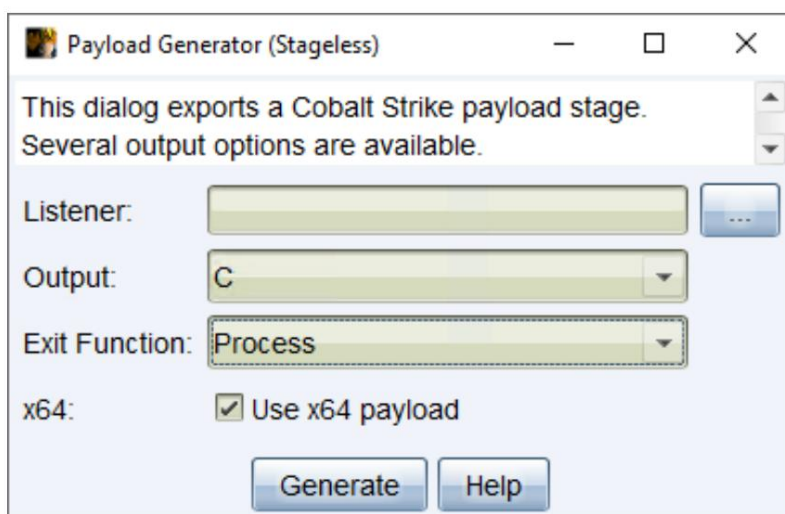 Payload Generator (Stageless)
This dialog exports a Cobalt Strike payload stage.
Several output options are available.
Listener:
...
Output: C
Exit Function: Process
x64: Use x64 payload
Generate Help